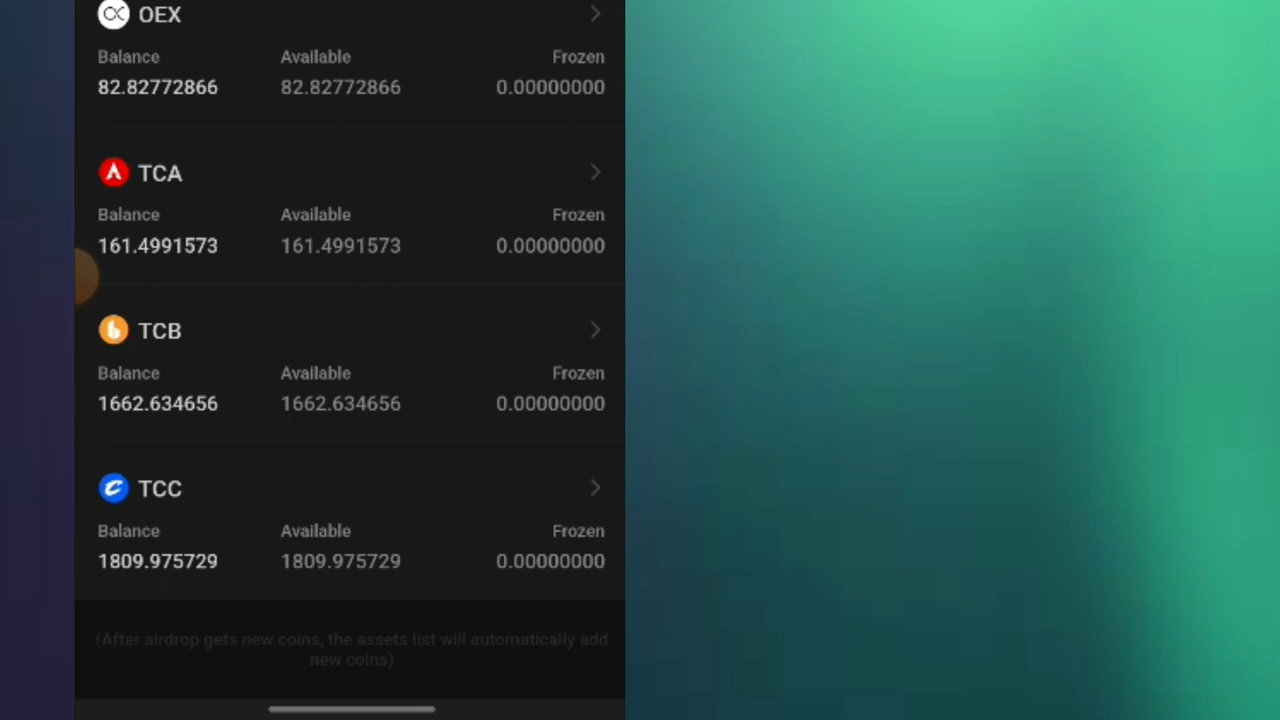 OEX
Balance Available Frozen
82.82772866 82.82772866 0.00000000
TCA
Balance Available Frozen
161.4991573 161.4991573 0.00000000
TCB
Balance Available Frozen
1662.634656 1662.634656 0.00000000
TCC
Balance Available Frozen
1809.975729 1809.975729 0.00000000
(After airdrop gets new coins, the assets list will automatically add
new coins)